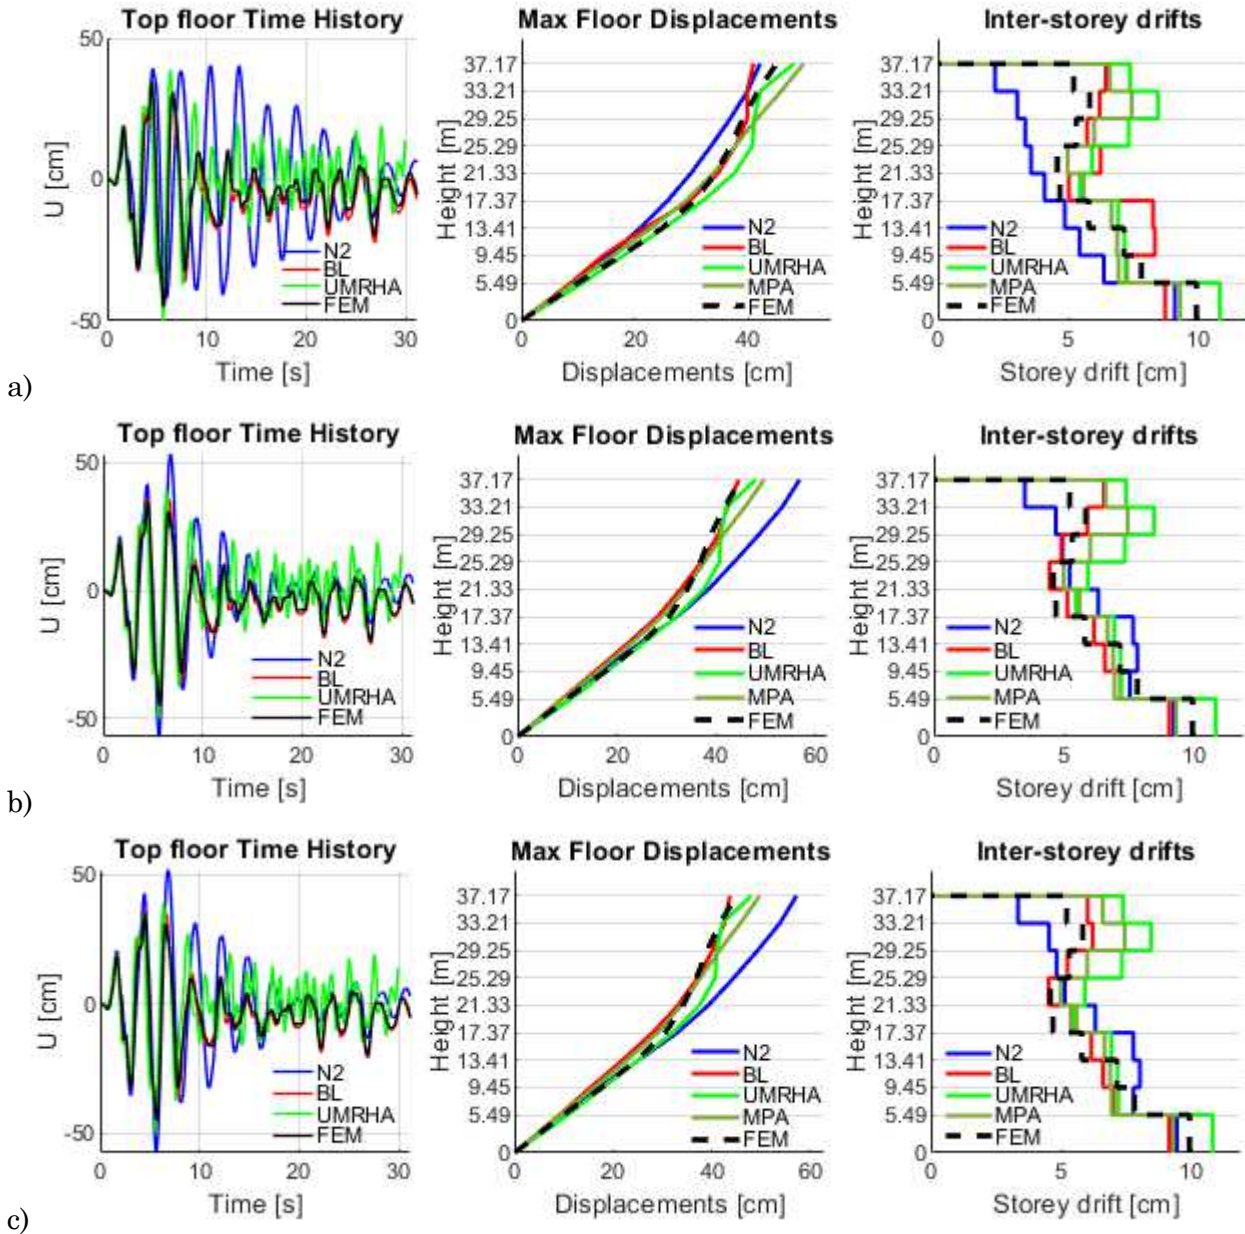 Top floor Time History
50
0
-50
U [cm]
0
10
20
30
Time [s]
N2
BL
UMRHA
FEM
Max Floor Displacements
37.17
33.21
29.25
25.29
21.33
17.37
13.41
9.45
5.49
0
Height [m]
0
20
40
Displacements [cm]
N2
BL
UMRHA
MPA
FEM
Inter-storey drifts
37.17
33.21
29.25
25.29
21.33
17.37
13.41
9.45
5.49
0
Height [m]
0
5
10
Storey drift [cm]
N2
BL
UMRHA
MPA
FEM
a)
Top floor Time History
50
0
-50
U [cm]
0
10
20
30
Time [s]
N2
BL
UMRHA
FEM
Max Floor Displacements
37.17
33.21
29.25
25.29
21.33
17.37
13.41
9.45
5.49
0
Height [m]
0
20
40
60
Displacements [cm]
N2
BL
UMRHA
MPA
FEM
Inter-storey drifts
37.17
33.21
29.25
25.29
21.33
17.37
13.41
9.45
5.49
0
Height [m]
0
5
10
Storey drift [cm]
N2
BL
UMRHA
MPA
FEM
b)
Top floor Time History
50
0
-50
U [cm]
0
10
20
30
Time [s]
N2
BL
UMRHA
FEM
Max Floor Displacements
37.17
33.21
29.25
25.29
21.33
17.37
13.41
9.45
5.49
0
Height [m]
0
20
40
60
Displacements [cm]
N2
BL
UMRHA
MPA
FEM
Inter-storey drifts
37.17
33.21
29.25
25.29
21.33
17.37
13.41
9.45
5.49
0
Height [m]
0
5
10
Storey drift [cm]
N2
BL
UMRHA
MPA
FEM
c)